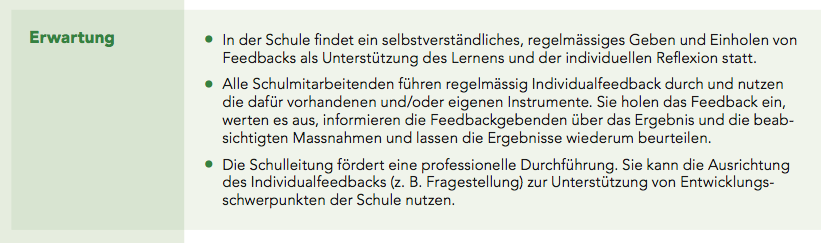 Erwartung
● In der Schule findet ein selbstverständliches, regelmässiges Geben und Einholen von
Feedbacks als Unterstützung des Lernens und der individuellen Reflexion statt.
● Alle Schulmitarbeitenden führen regelmässig Individualfeedback durch und nutzen
die dafür vorhandenen und/oder eigenen Instrumente. Sie holen das Feedback ein,
werten es aus, informieren die Feedbackgebenden über das Ergebnis und die beab-
sichtigten Massnahmen und lassen die Ergebnisse wiederum beurteilen.
● Die Schulleitung fördert eine professionelle Durchführung. Sie kann die Ausrichtung
des Individualfeedbacks (z. B. Fragestellung) zur Unterstützung von Entwicklungs-
schwerpunkten der Schule nutzen.